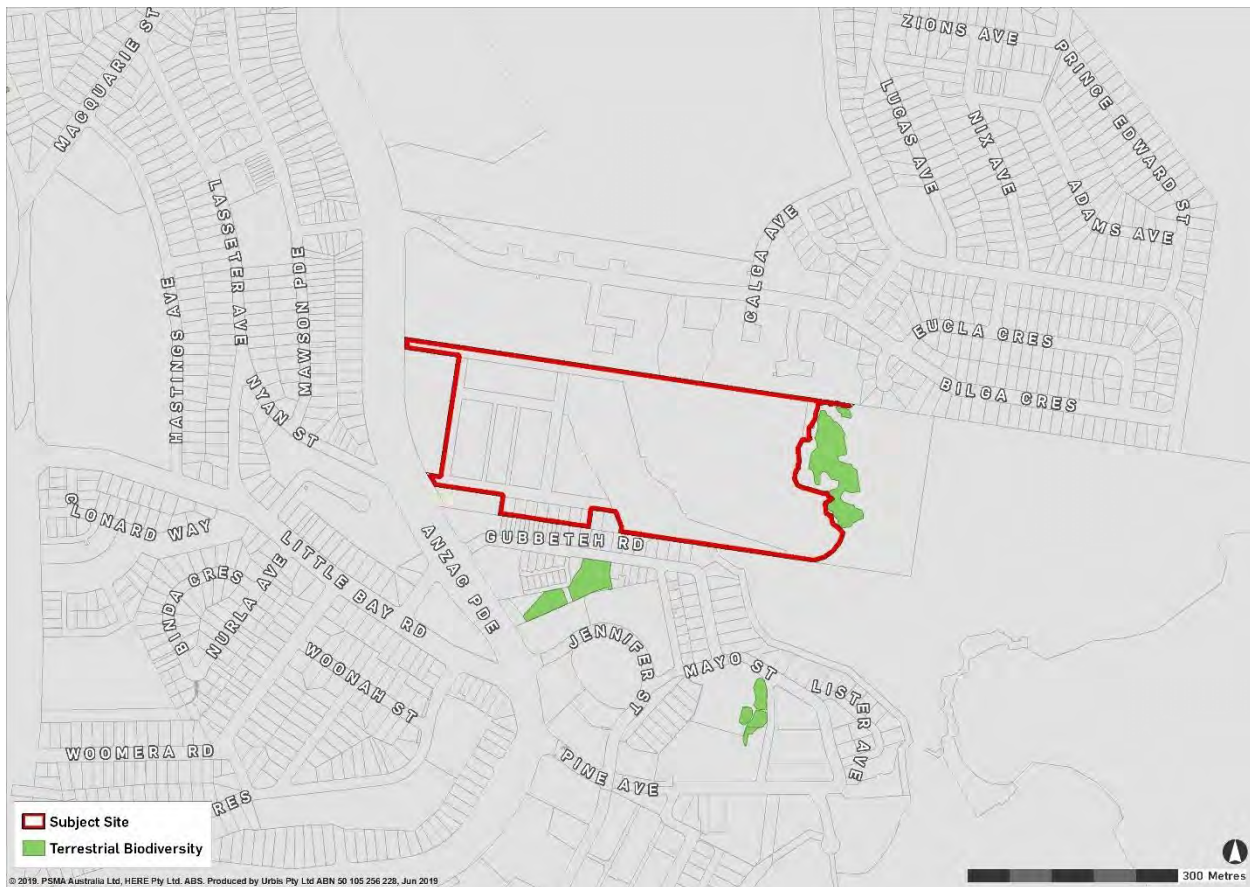 MACQUARIE ST
ZIONS AVE
PRINCE EDWARD ST
LUCAS AVE
NIX AVE
ADAMS AVE
LASSETER AVE
MAWSON PDE
HASTINGS AVE
CALGA AVE
EUCLA CRES
BILGA CRES
NYAN ST
CLONARD WAY
LITTLE BAY RD
ANZAC PDE
GUBBETEH RD
BINDA CRES
NURLA AVE
WOONAH ST
JENNIFER ST
MAYO ST
LISTER AVE
WOOMERA RD
PINE AVE
RES
Subject Site
Terrestrial Biodiversity
300 Metres
© 2019. PSMA Australia Ltd, HERE Pty Ltd. ABS. Produced by Urbis Pty Ltd ABN 50 105 256 228, Jun 2019